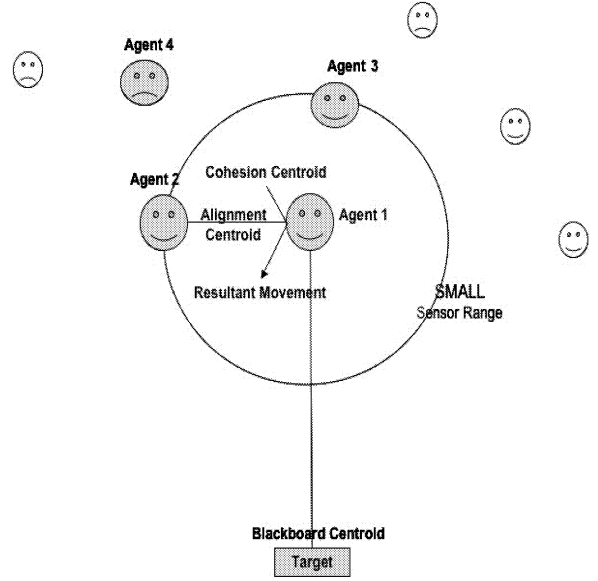 Agent 4
Agent 3
Cohesion Centroid
Agent 2
Alignment
Centroid
Agent 1
Resultant Movement
SMALL
Sensor Range
Blackboard Centroid
Target